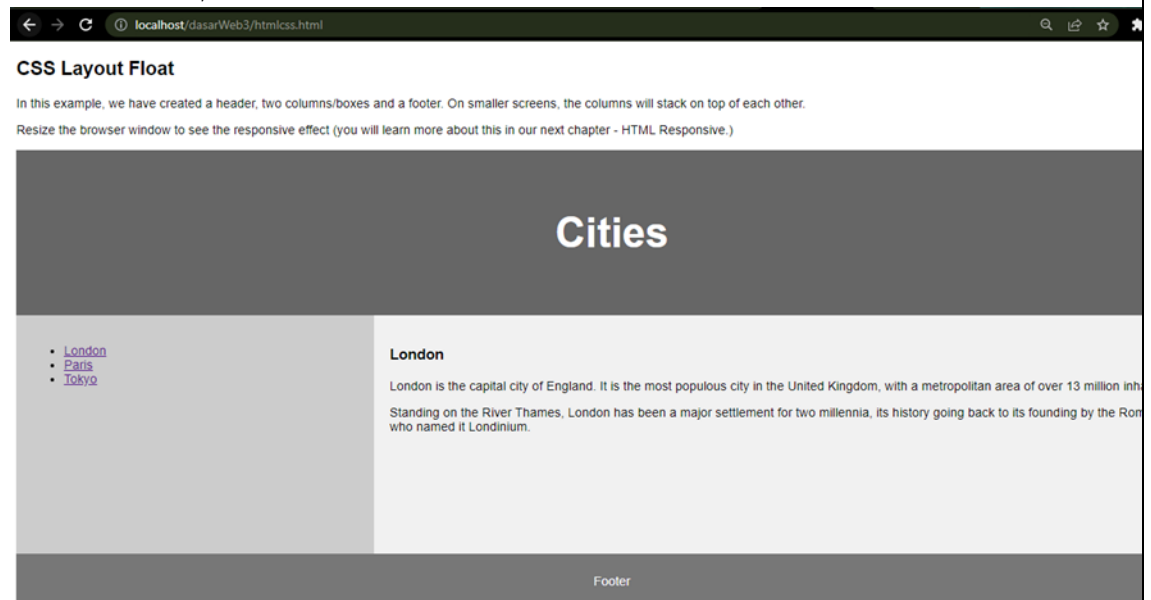 localhost/dasarWeb3/htmlcss.html
CSS Layout Float
In this example, we have created a header, two columns/boxes and a footer. On smaller screens, the columns will stack on top of each other.
Resize the browser window to see the responsive effect (you will learn more about this in our next chapter - HTML Responsive.)
Cities
London
Paris
Tokyo
London
London is the capital city of England. It is the most populous city in the United Kingdom, with a metropolitan area of over 13 million
Standing on the River Thames, London has been a major settlement for two millennia, its history going back to its founding by the
who named it Londinium.
Footer